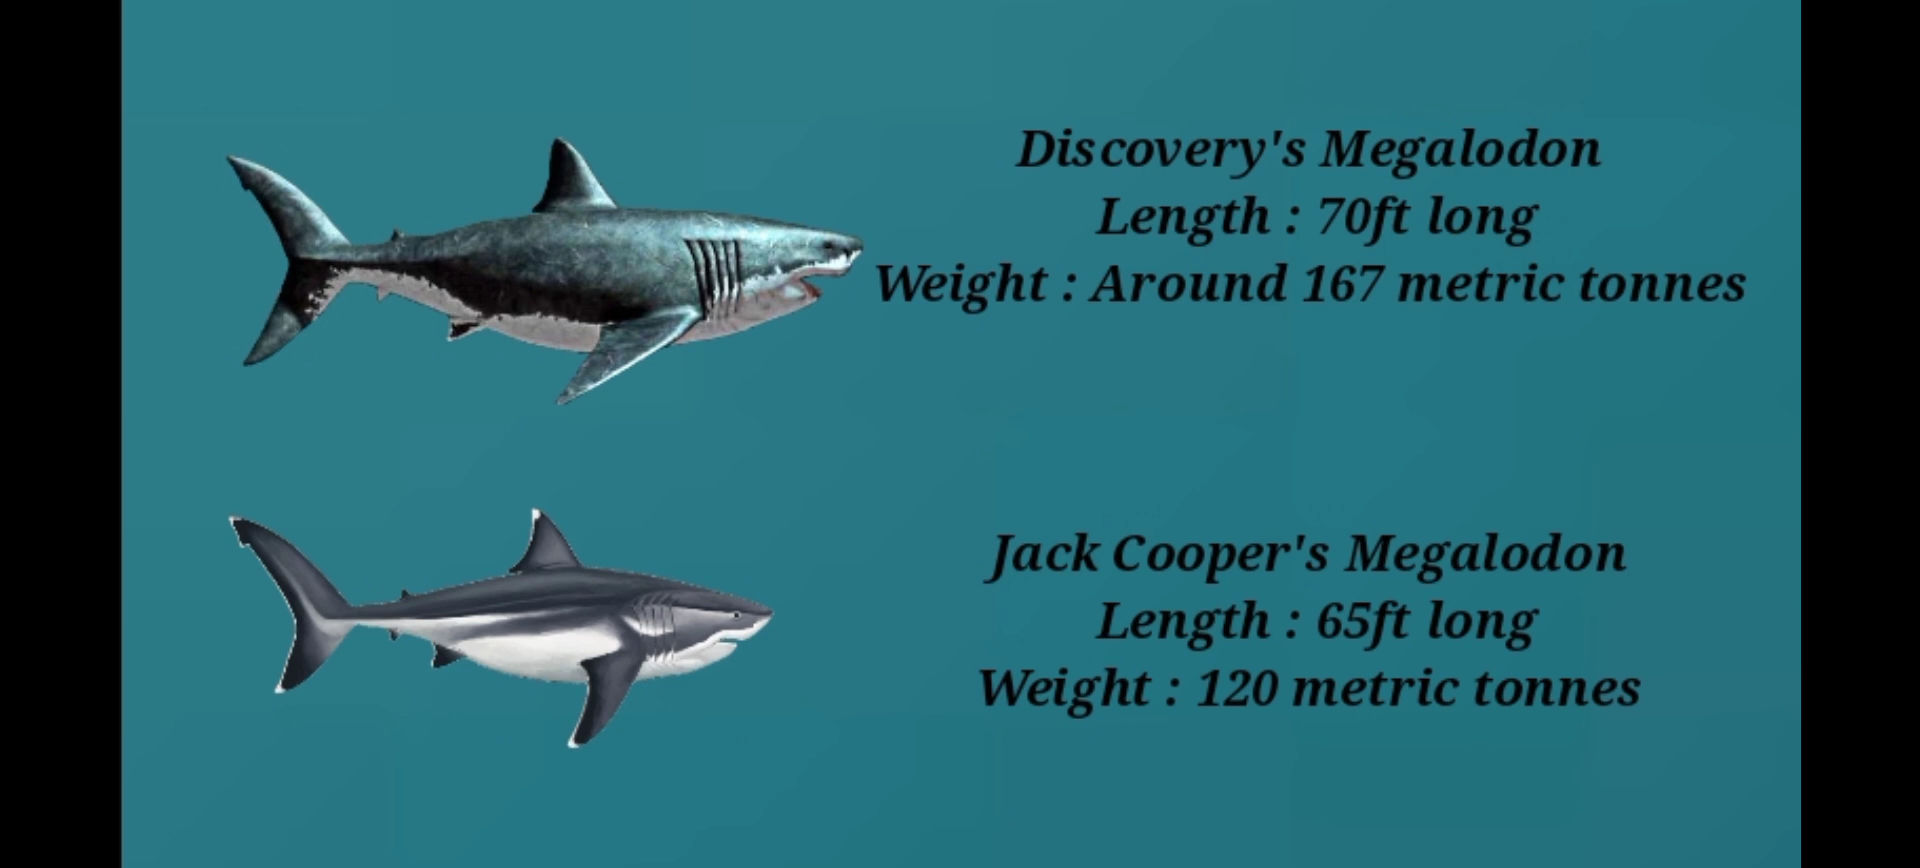 Discovery's Megalodon
Length : 70ft long
Weight : Around 167 metric tonnes
Jack Cooper's Megalodon
Length : 65ft long
Weight : 120 metric tonnes